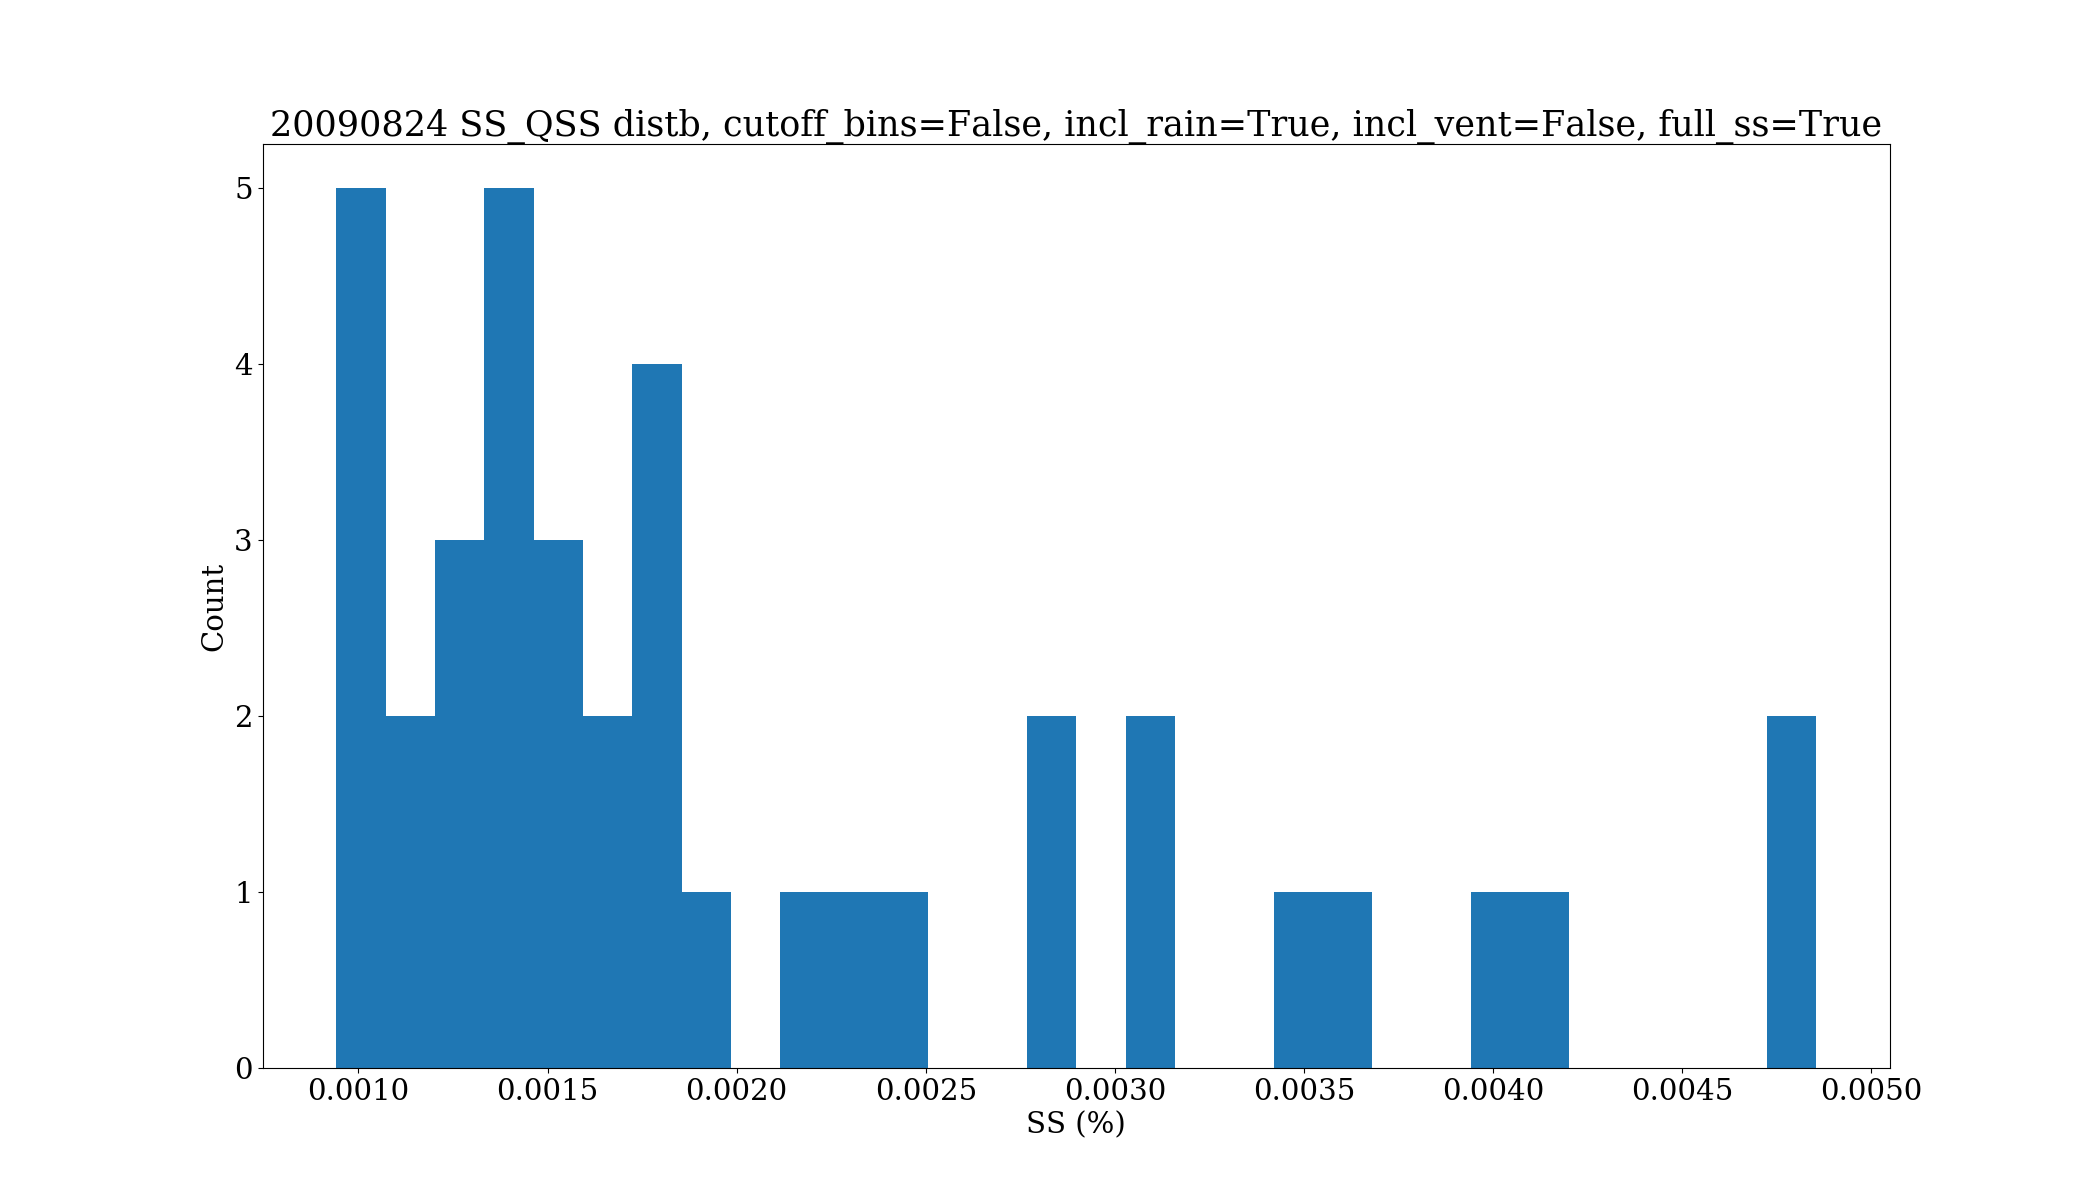 20090824 SS_QSS distb, cutoff_bins=False, incl_rain=True, incl_vent=False, full_ss=True
5
4
3
2
1
0
Count
0.0010 0.0015 0.0020 0.0025 0.0030 0.0035 0.0040 0.0045 0.0050
SS (%)